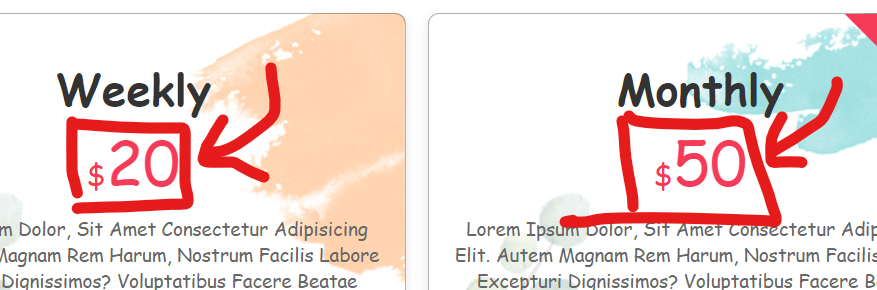 Weekly
$20
m Dolor, Sit Amet Consectetur Adipisicing
Magnam Rem Harum, Nostrum Facilis Labore
Dignissimos? Voluptatibus Facere Beatae
Monthly
$50
Lorem Ipsum Dolor, Sit Amet Consectetur Adip
Elit. Autem Magnam Rem Harum, Nostrum Facilis
Excepturi Dignissimos? Voluptatibus Facere B